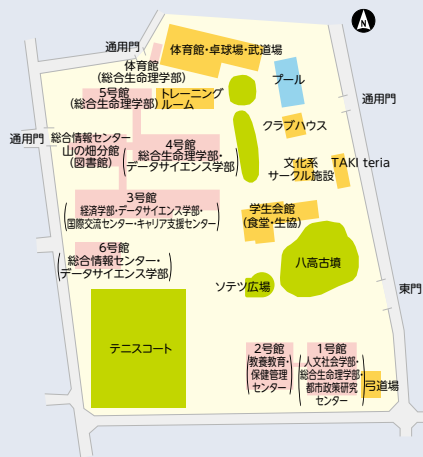 通用門
体育館・卓球場・武道場
体育館
(総合生命理学部)
プール
5号館
(総合生命理学部)
トレーニング
ルーム
通用門
クラブハウス
通用門
総合情報センター
山の畑分館
(図書館)
4号館
総合生命理学部・
データサイエンス学部
文化系
サークル施設
TAKI teria
3号館
経済学部・データサイエンス学部・
国際交流センター・キャリア支援センター
学生会館
(食堂・生協)
6号館
総合情報センター・
データサイエンス学部
八高古墳
ソテツ広場
東門
テニスコート
2号館
教養教育・
保健管理
センター
1号館
人文社会学部・
総合生命理学部・
都市政策研究
センター
弓道場